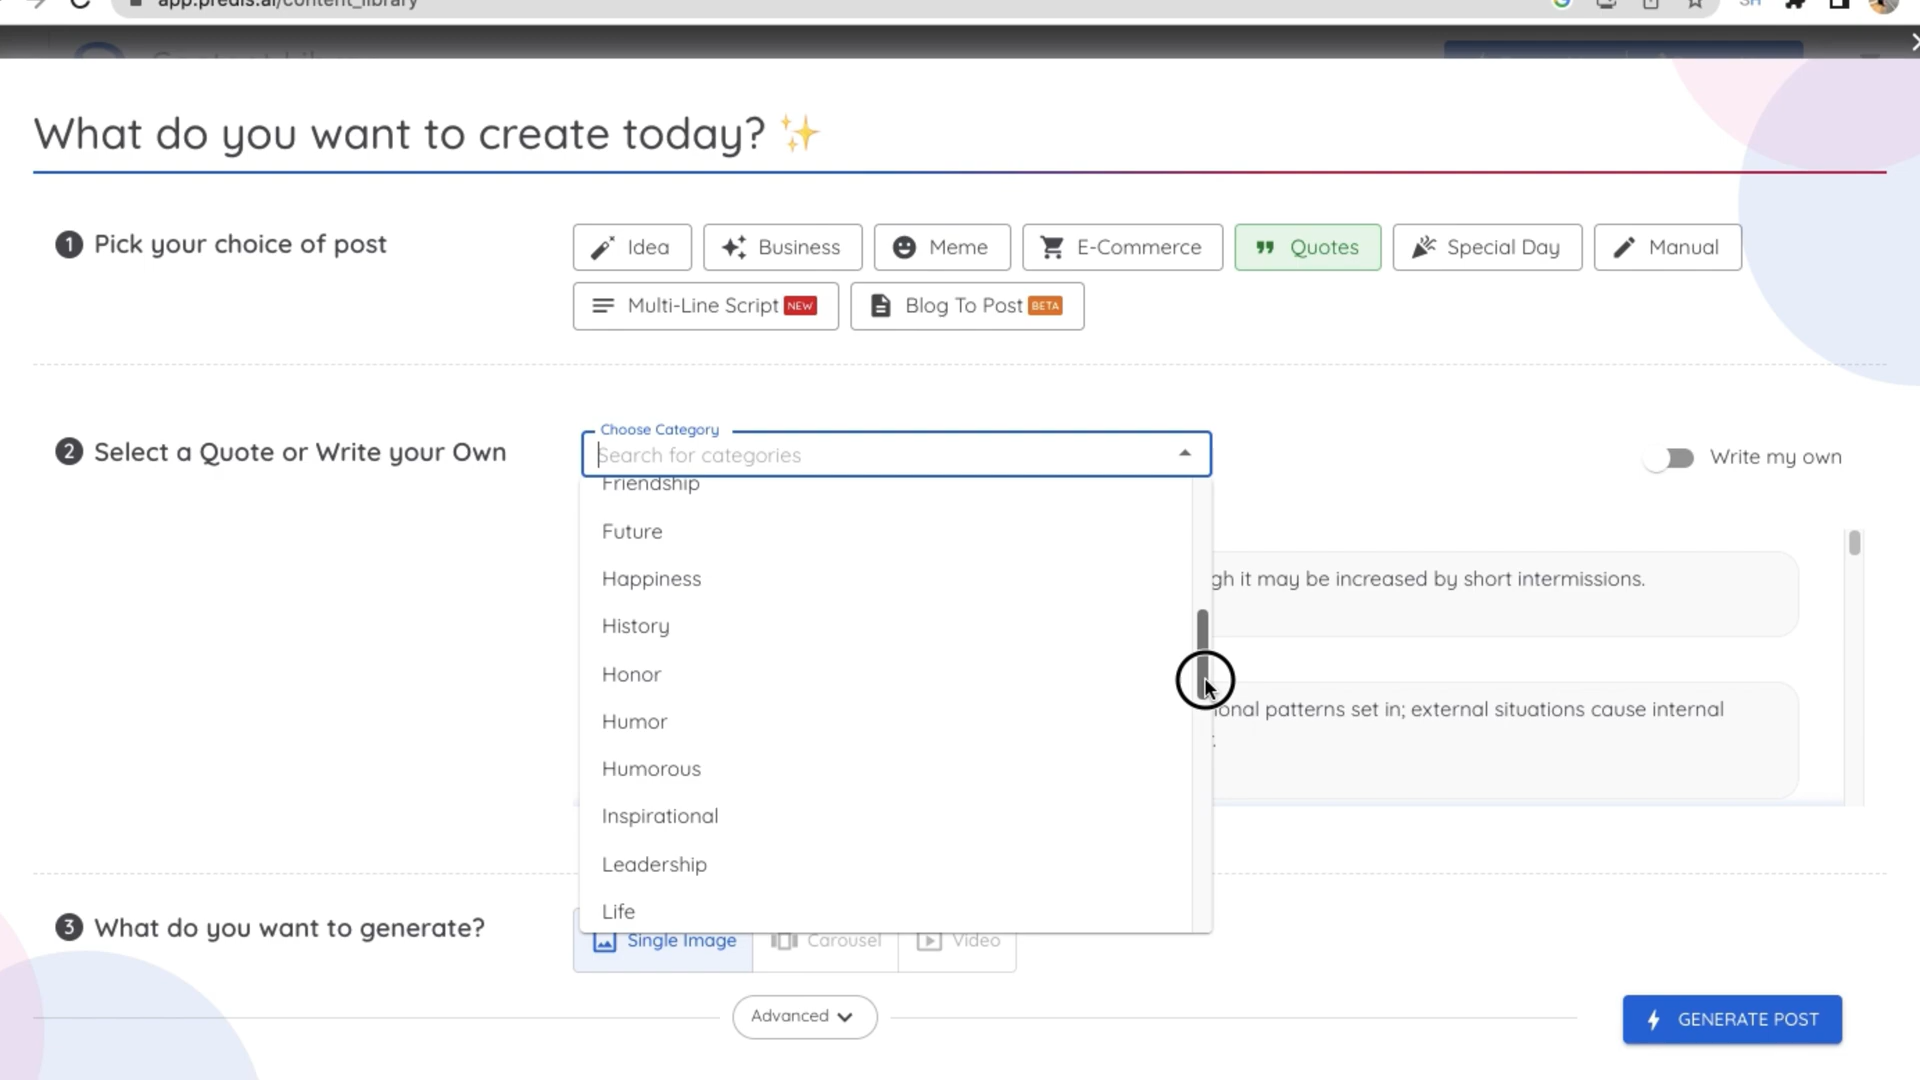 app.predis.ai/content_library
What do you want to create today? ✨
1 Pick your choice of post
Idea
Business
Meme
E-Commerce
Quotes
Special Day
Manual
Multi-Line Script NEW
Blog To Post BETA
2 Select a Quote or Write your Own
Choose Category
Search for categories
Write my own
Friendship
Future
Happiness
gh it may be increased by short intermissions.
History
Honor
Humor
ional patterns set in; external situations cause internal
Humorous
Inspirational
Leadership
Life
3 What do you want to generate?
Single Image
Carousel
Video
Advanced
GENERATE POST